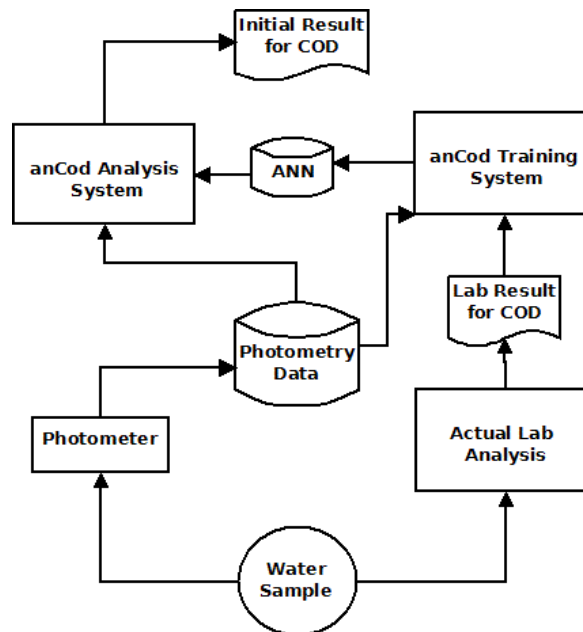 Initial Result
for COD
anCod Analysis
System
ANN
anCod Training
System
Lab Result
for COD
Photometry
Data
Photometer
Actual Lab
Analysis
Water
Sample